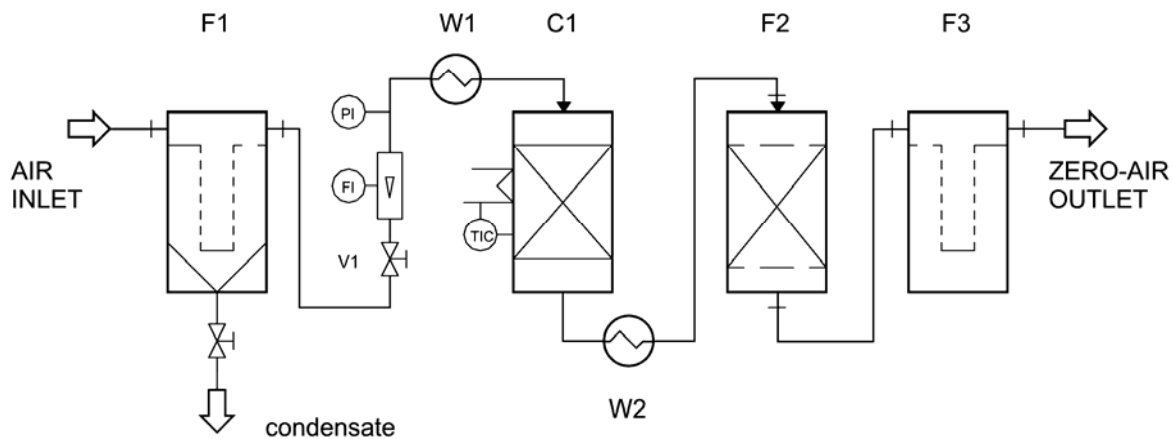 F1
W1
C1
F2
F3
PI
AIR
INLET
FI
ZERO-AIR
OUTLET
TIC
V1
W2
condensate